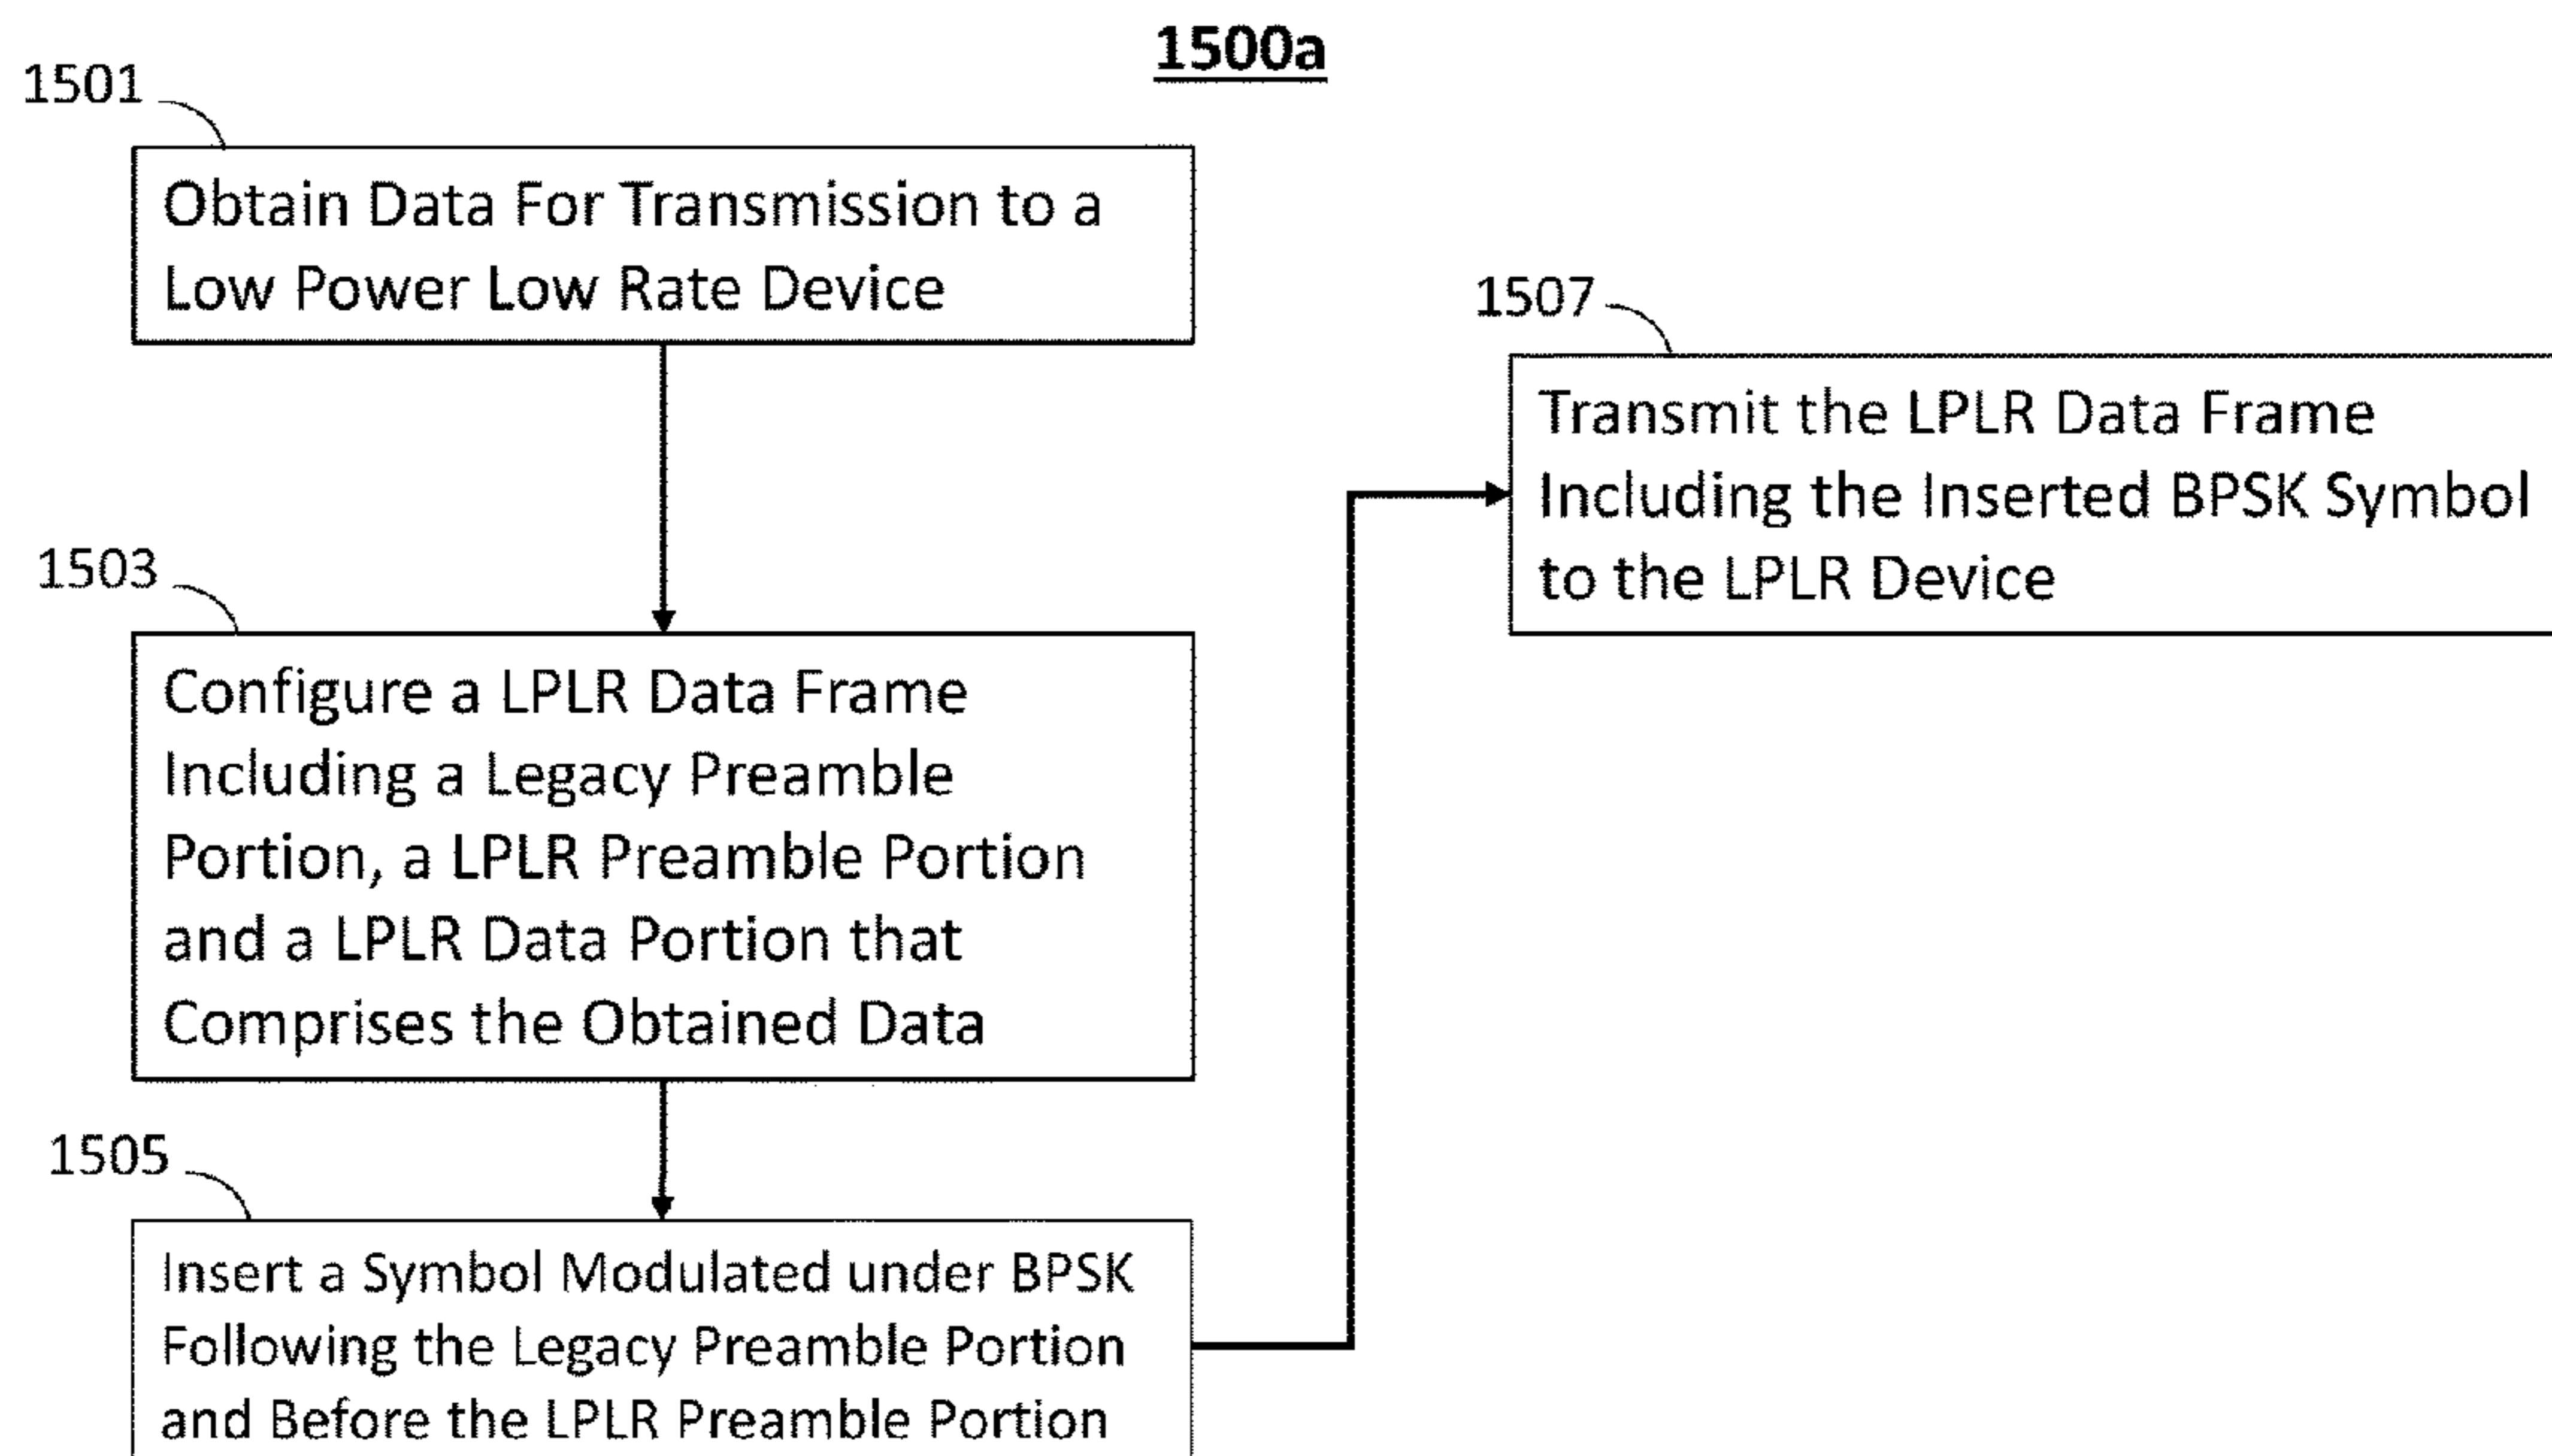 1500a
1501
Obtain Data For Transmission to a
Low Power Low Rate Device
1503
Configure a LPLR Data Frame
Including a Legacy Preamble
Portion, a LPLR Preamble Portion
and a LPLR Data Portion that
Comprises the Obtained Data
1505
Insert a Symbol Modulated under BPSK
Following the Legacy Preamble Portion
and Before the LPLR Preamble Portion
1507
Transmit the LPLR Data Frame
Including the Inserted BPSK Symbol
to the LPLR Device